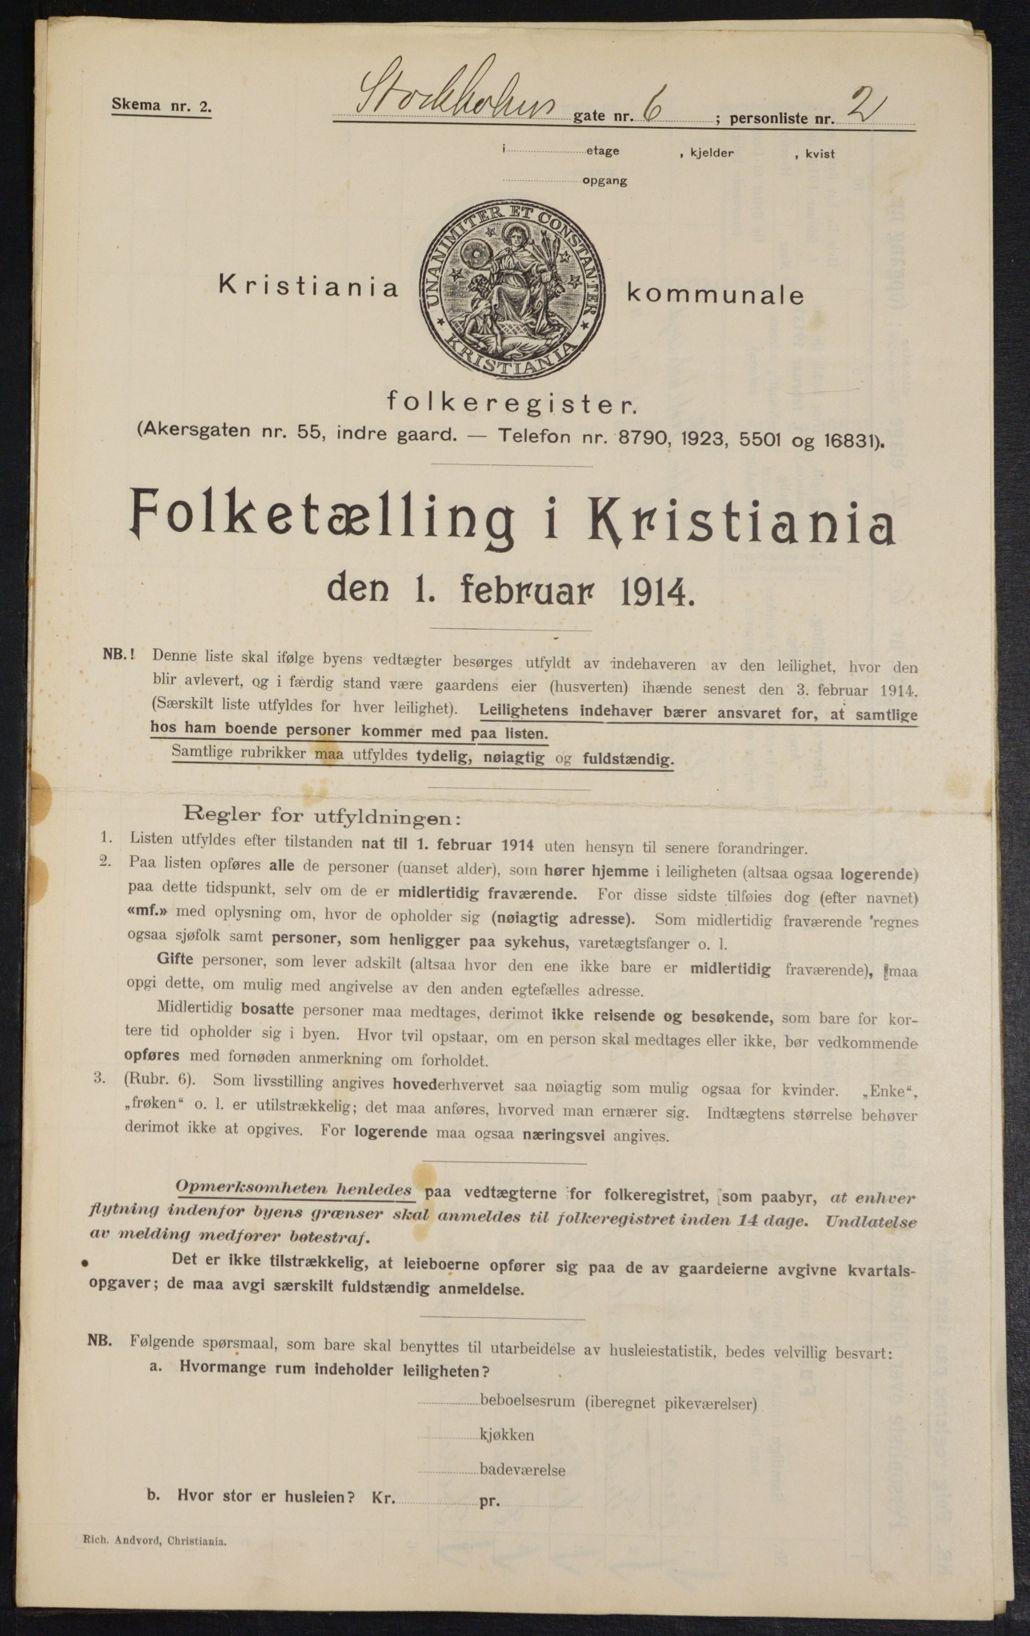 Skema nr. 2.
Stockholms gate nr. 6 ; personliste nr. 2
i etage , kjelder , kvist
opgang
UNANIMITER ET CONSTANTER
KRISTIANIA
Kristiania kommunale
folkeregister.
(Akersgaten nr. 55, indre gaard. — Telefon nr. 8790, 1923, 5501 og 16831).
Folketælling i Kristiania
den 1. februar 1914.
NB.! Denne liste skal ifølge byens vedtægter besørges utfyldt av indehaveren av den leilighet, hvor den
blir avlevert, og i færdig stand være gaardens eier (husverten) ihænde senest den 3. februar 1914.
(Særskilt liste utfyldes for hver leilighet). Leilighetens indehaver bærer ansvaret for, at samtlige
hos ham boende personer kommer med paa listen.
Samtlige rubrikker maa utfyldes tydelig, nøiagtig og fuldstændig.
Regler for utfyldningen:
1. Listen utfyldes efter tilstanden nat til 1. februar 1914 uten hensyn til senere forandringer.
2. Paa listen opføres alle de personer (uanset alder), som hører hjemme i leiligheten (altsaa ogsaa logerende)
paa dette tidspunkt, selv om de er midlertidig fraværende. For disse sidste tilføies dog (efter navnet)
«mf.» med oplysning om, hvor de opholder sig (nøiagtig adresse). Som midlertidig fraværende regnes
ogsaa sjøfolk samt personer, som henligger paa sykehus, varetægtsfanger o. l.
Gifte personer, som lever adskilt (altsaa hvor den ene ikke bare er midlertidig fraværende), maa
opgi dette, om mulig med angivelse av den anden egtefælles adresse.
Midlertidig bosatte personer maa medtages, derimot ikke reisende og besøkende, som bare for kor-
tere tid opholder sig i byen. Hvor tvil opstaar, om en person skal medtages eller ikke, bør vedkommende
opføres med fornøden anmerkning om forholdet.
3. (Rubr. 6). Som livsstilling angives hovederhvervet saa nøiagtig som mulig ogsaa for kvinder. „Enke“,
„frøken“ o. l. er utilstrækkelig; det maa anføres, hvorved man ernærer sig. Indtægtens størrelse behøver
derimot ikke at opgives. For logerende maa ogsaa næringsvei angives.
Opmerksomheten henledes paa vedtægterne for folkeregistret, som paabyr, at enhver
flytning indenfor byens grænser skal anmeldes til folkeregistret inden 14 dage. Undlatelse
av melding medfører bøtestraf.
Det er ikke tilstrækkelig, at leieboerne opfører sig paa de av gaardeierne avgivne kvartals-
opgaver; de maa avgi særskilt fuldstændig anmeldelse.
NB. Følgende spørsmaal, som bare skal benyttes til utarbeidelse av husleiestatistik, bedes velvillig besvart:
a. Hvormange rum indeholder leiligheten?
beboelsesrum (iberegnet pikeværelser)
kjøkken
badeværelse
b. Hvor stor er husleien? Kr. pr.
Rich. Andvord, Christiania.